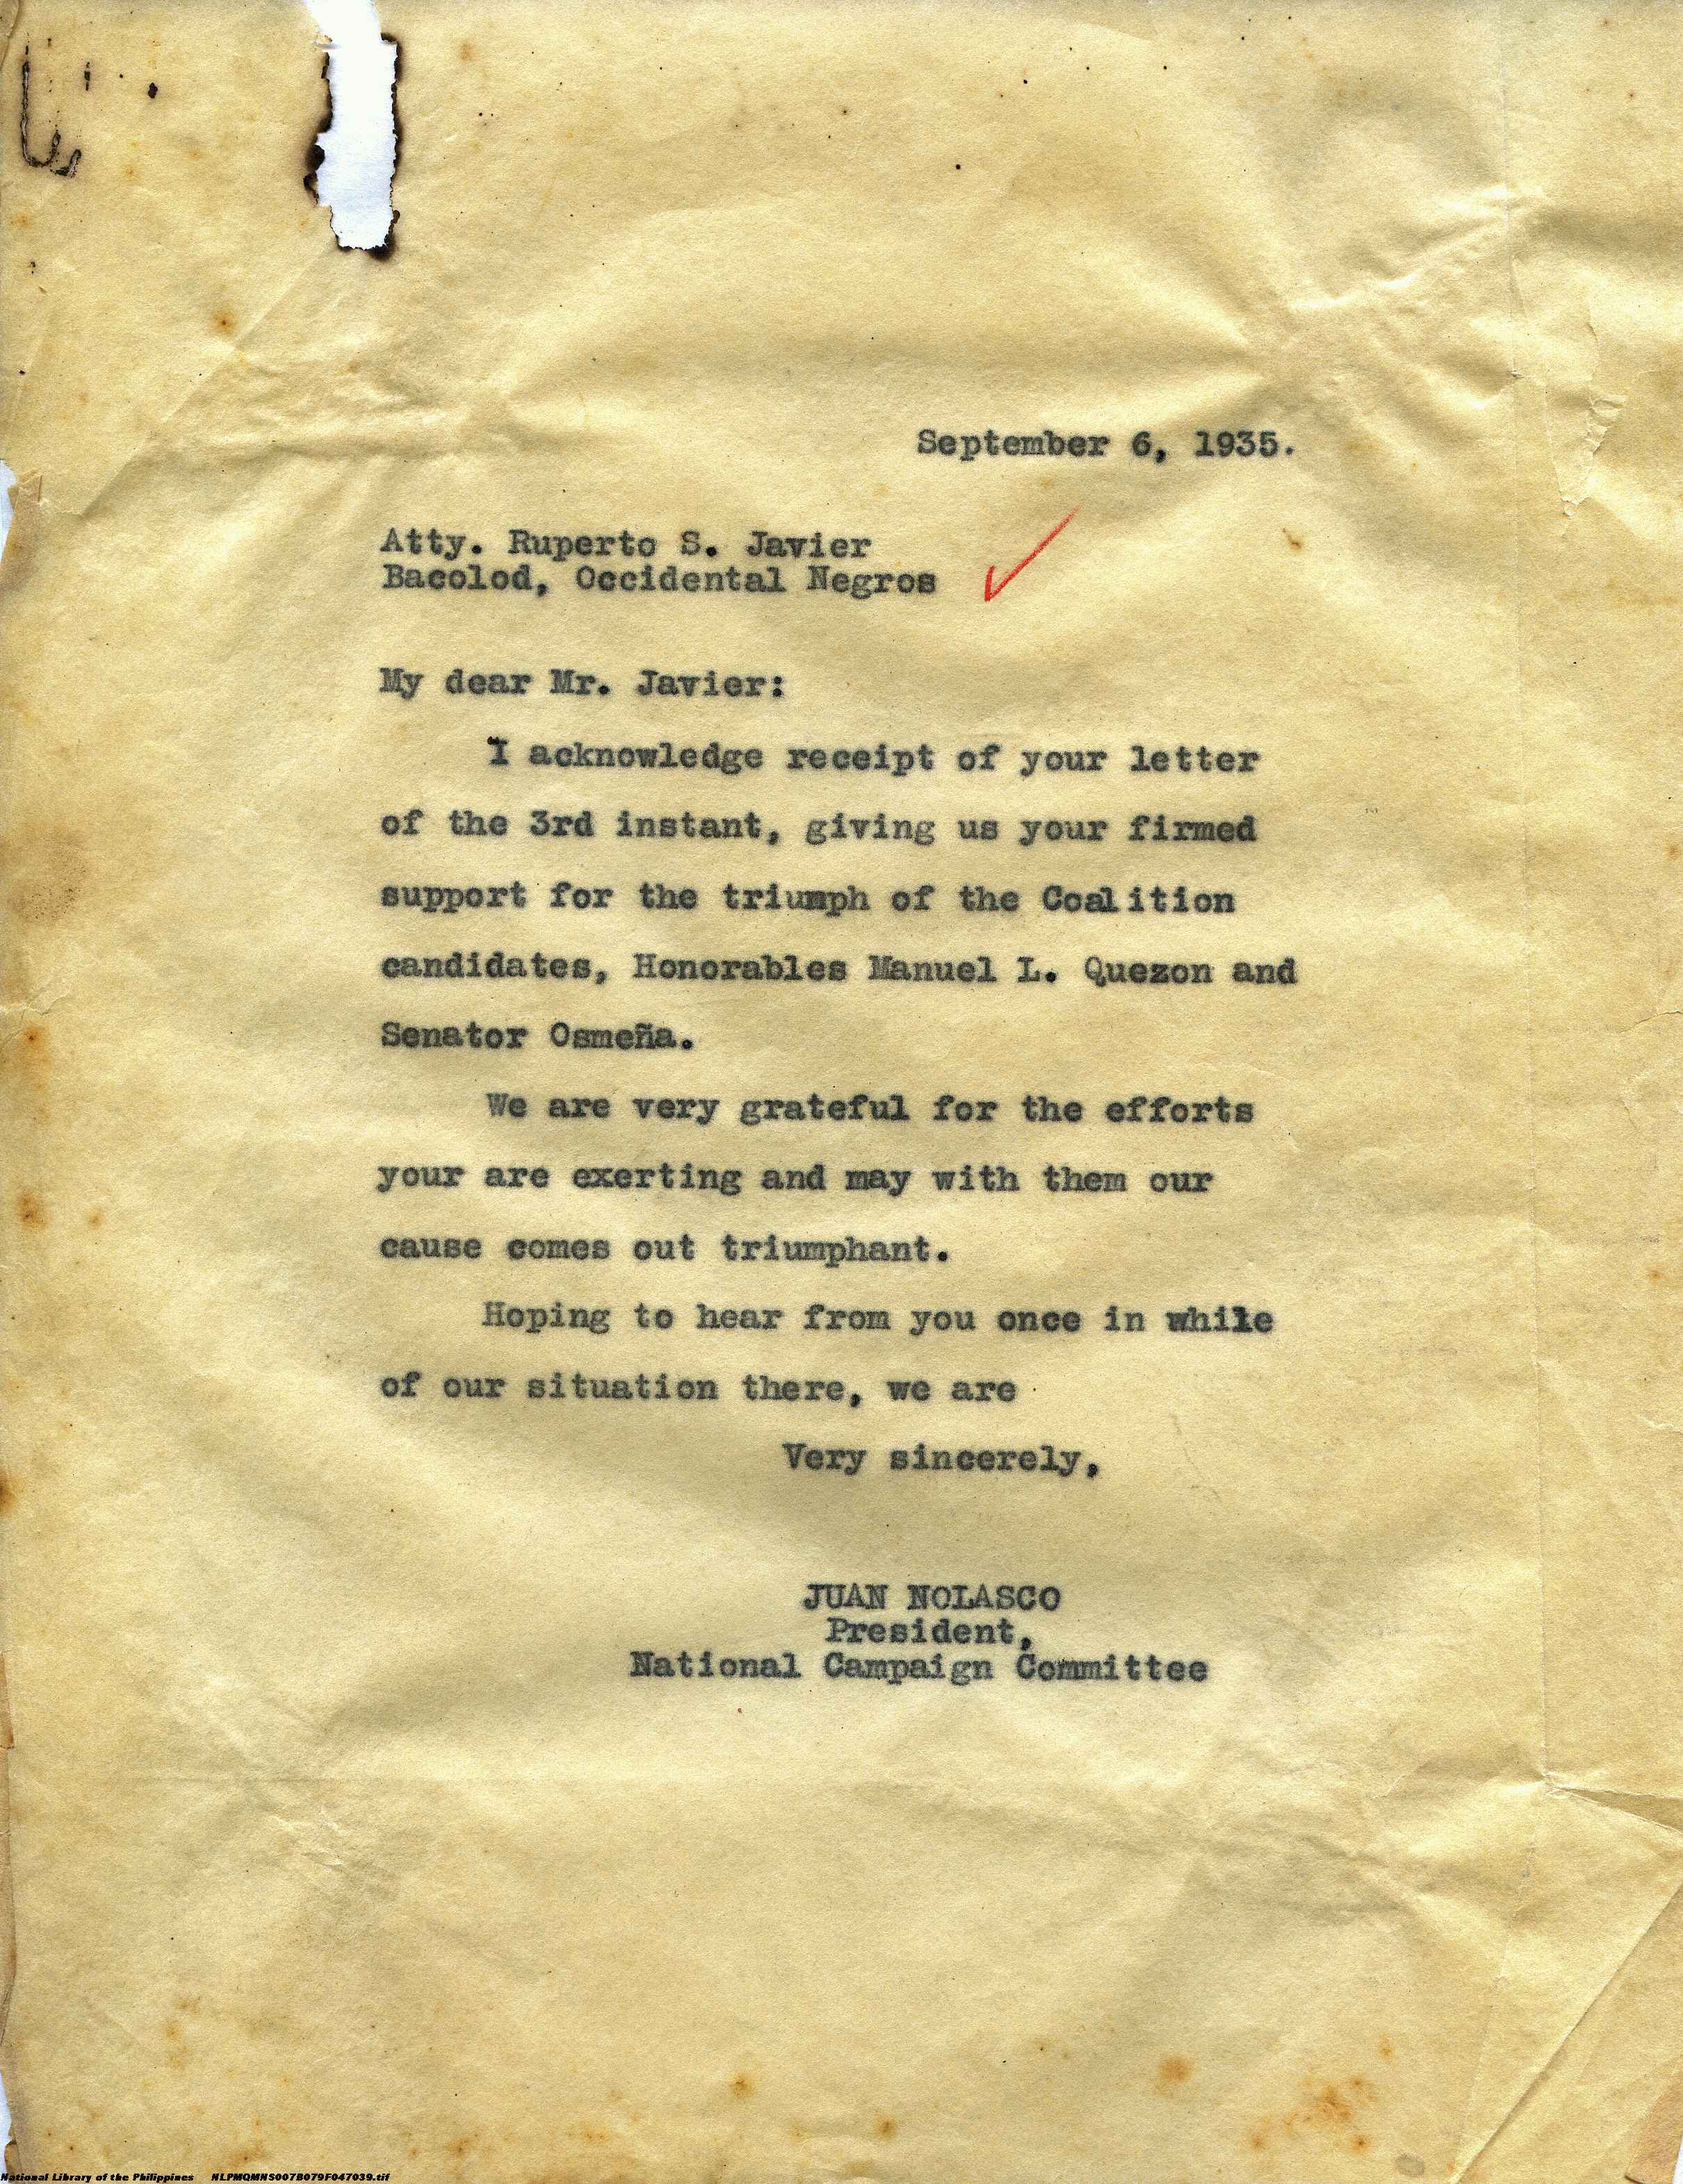 September 6, 1935.
Atty. Ruperto S. Javier
Bacolod, Occidental Negros
My dear Mr. Javier:
I acknowledge receipt of your letter
of the 3rd instant, giving us your firmed
support for the triumph of the Coalition
candidates, Honorables Manuel L. Quezon and
Senator Osmeña.
We are very grateful for the efforts
your are exerting and may with them our
cause comes out triumphant.
Hoping to hear from you once in while
of our situation there, we are
Very sincerely,
JUAN NOLASCO
President,
National Campaign Committee
National Library of the Philippines NLPMQMNS007B079F047039.tif